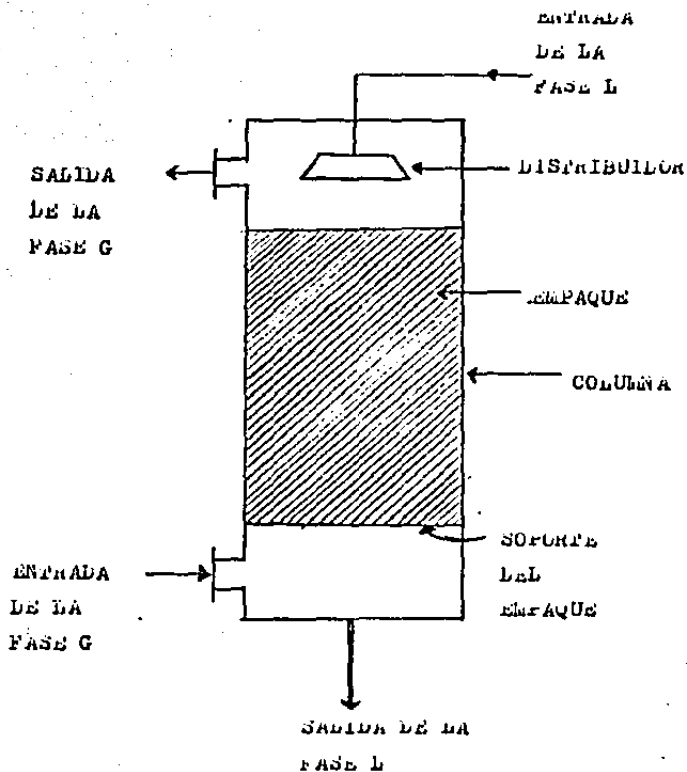 ENTRADA
DE LA
FASE L
DISTRIBUIDOR
SALIDA
DE LA
FASE G
EMPAQUE
COLUMNA
SOPORTE
DEL
EMPAQUE
ENTRADA
DE LA
FASE G
SALIDA DE LA
FASE L